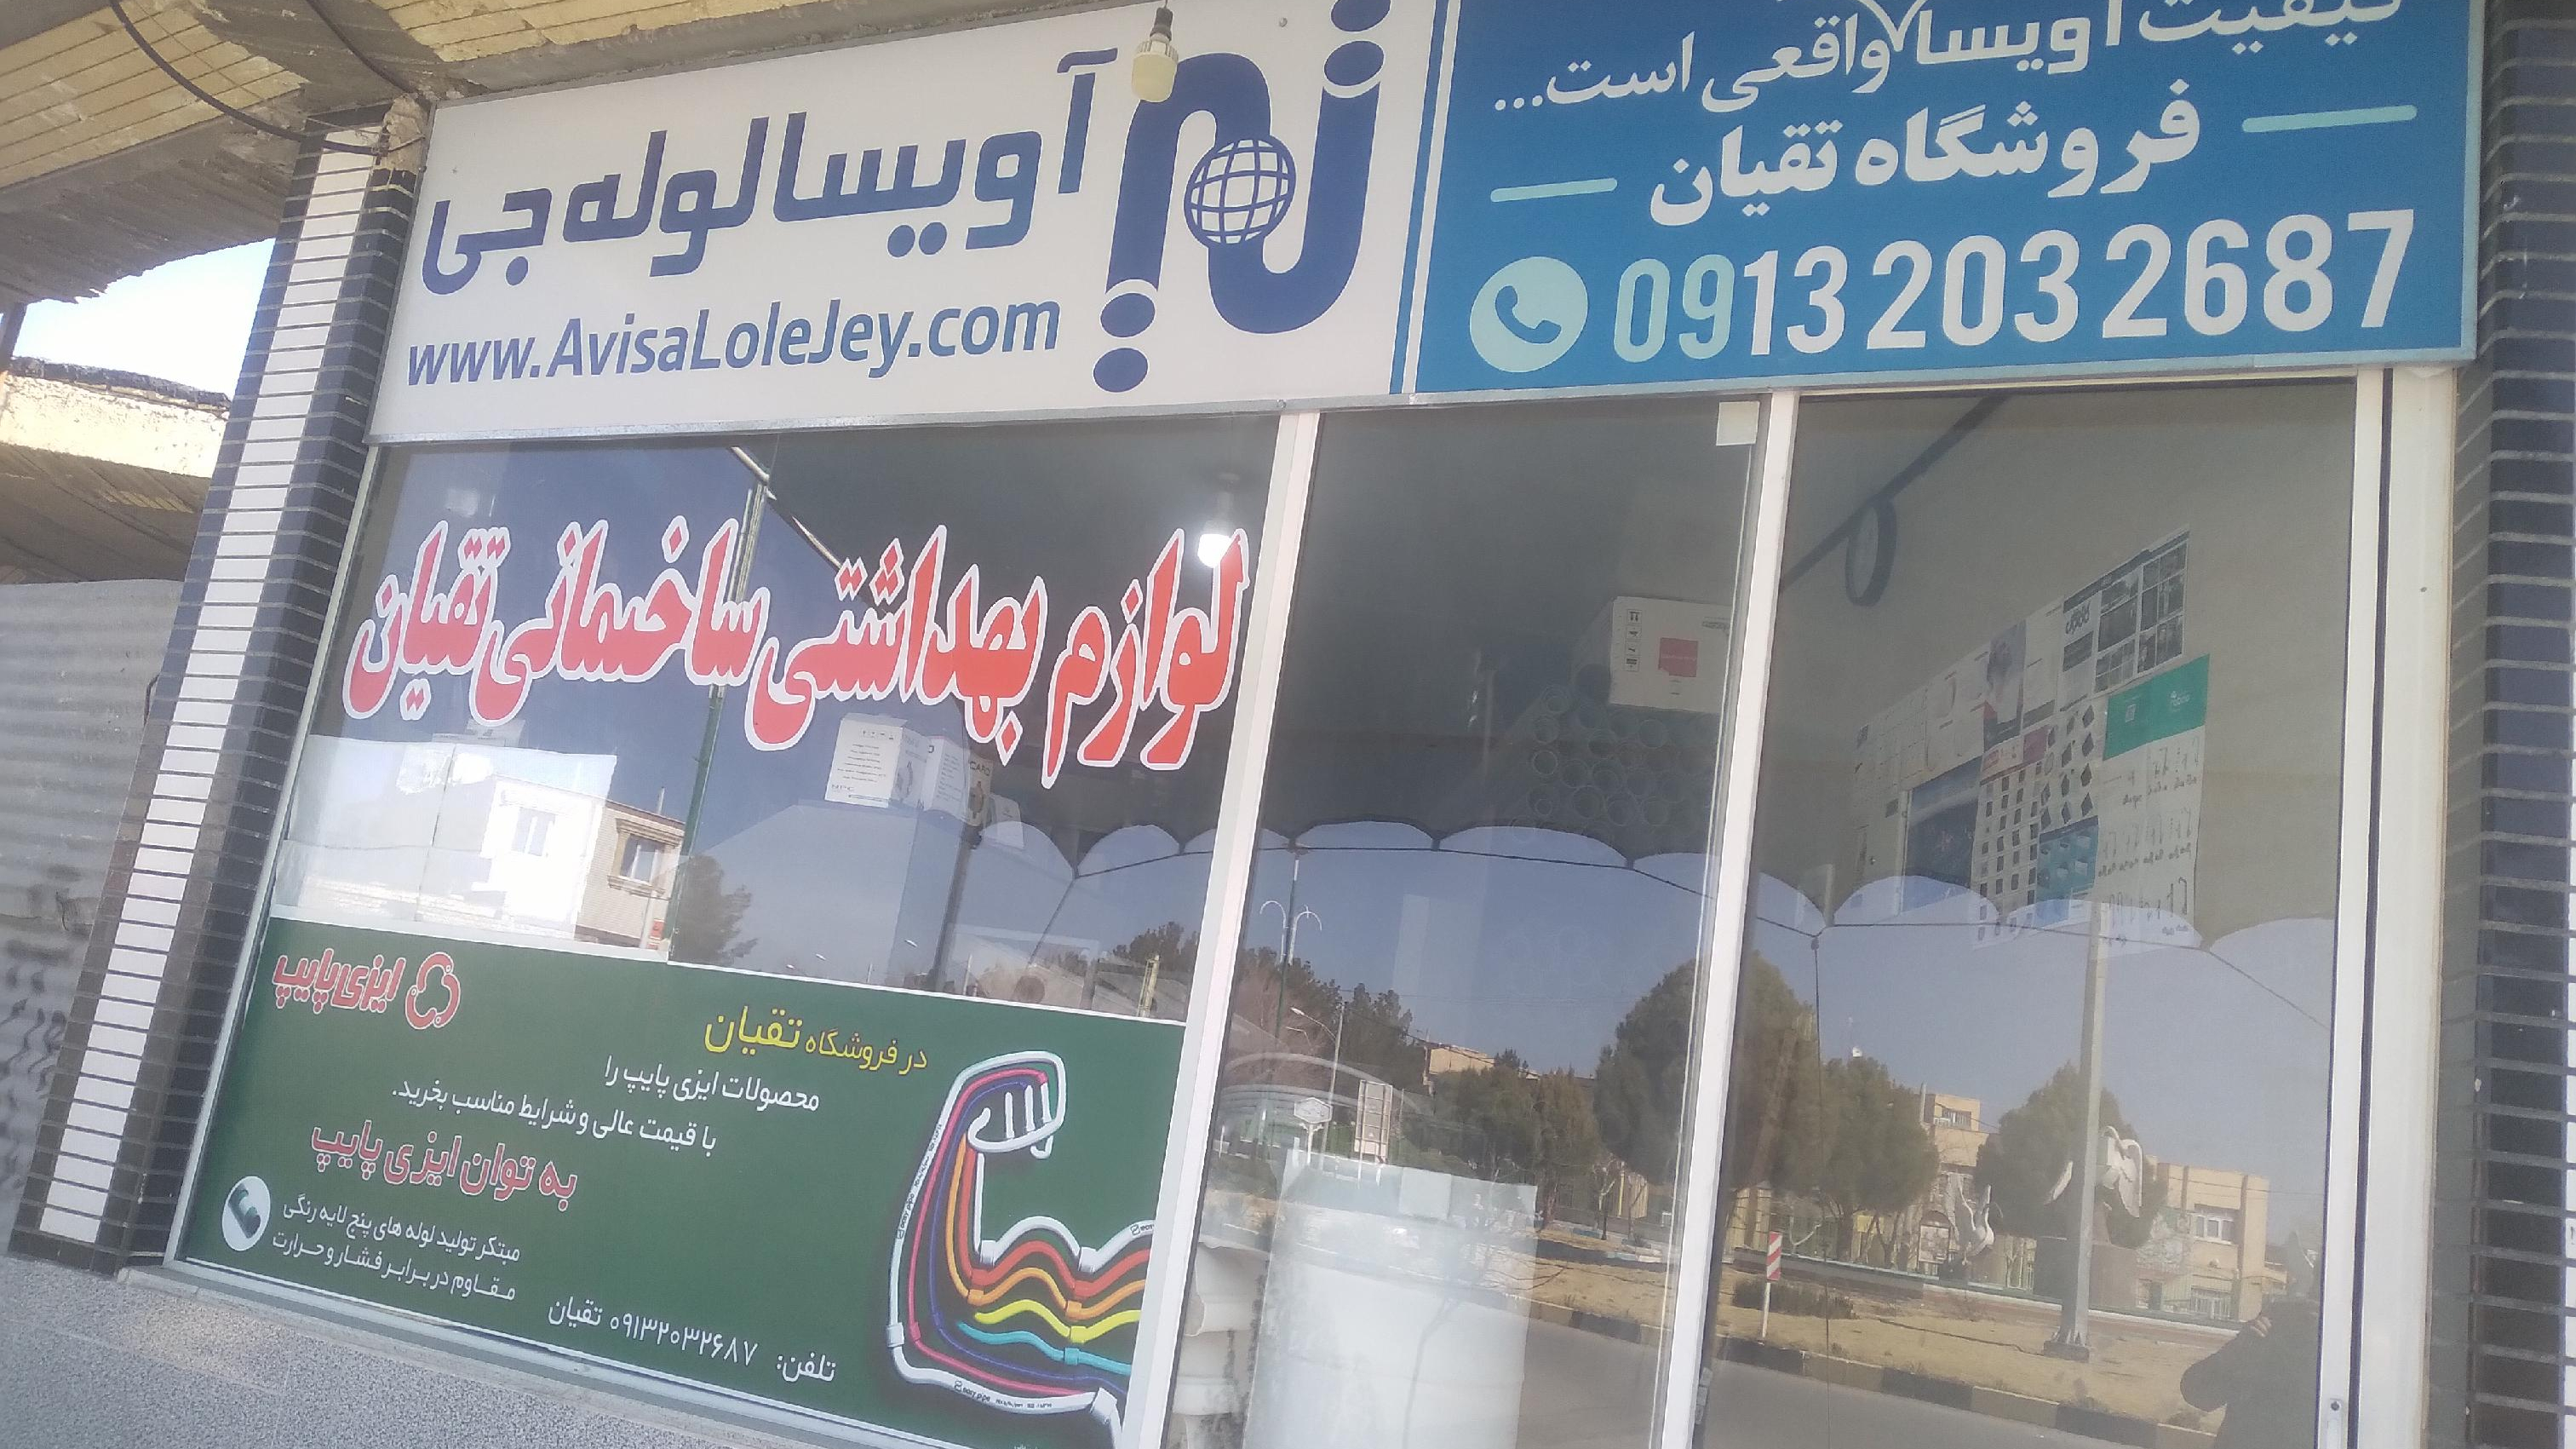 کیفیت آویسا واقعی است...
فروشگاه تقیان
0913 203 2687
آویسا لوله جی
www.AvisaLoleJey.com
لوازم بهداشتی ساختمانی تقیان
ایزی پایپ
در فروشگاه تقیان
محصولات ایزی پایپ را
با قیمت عالی و شرایط مناسب بخرید.
به توان ایزی پایپ
مبتکر تولید لوله های پنج لایه رنگی
مقاوم در برابر فشار و حرارت
تلفن: ۰۹۱۳۲۰۳۲۶۸۷ تقیان